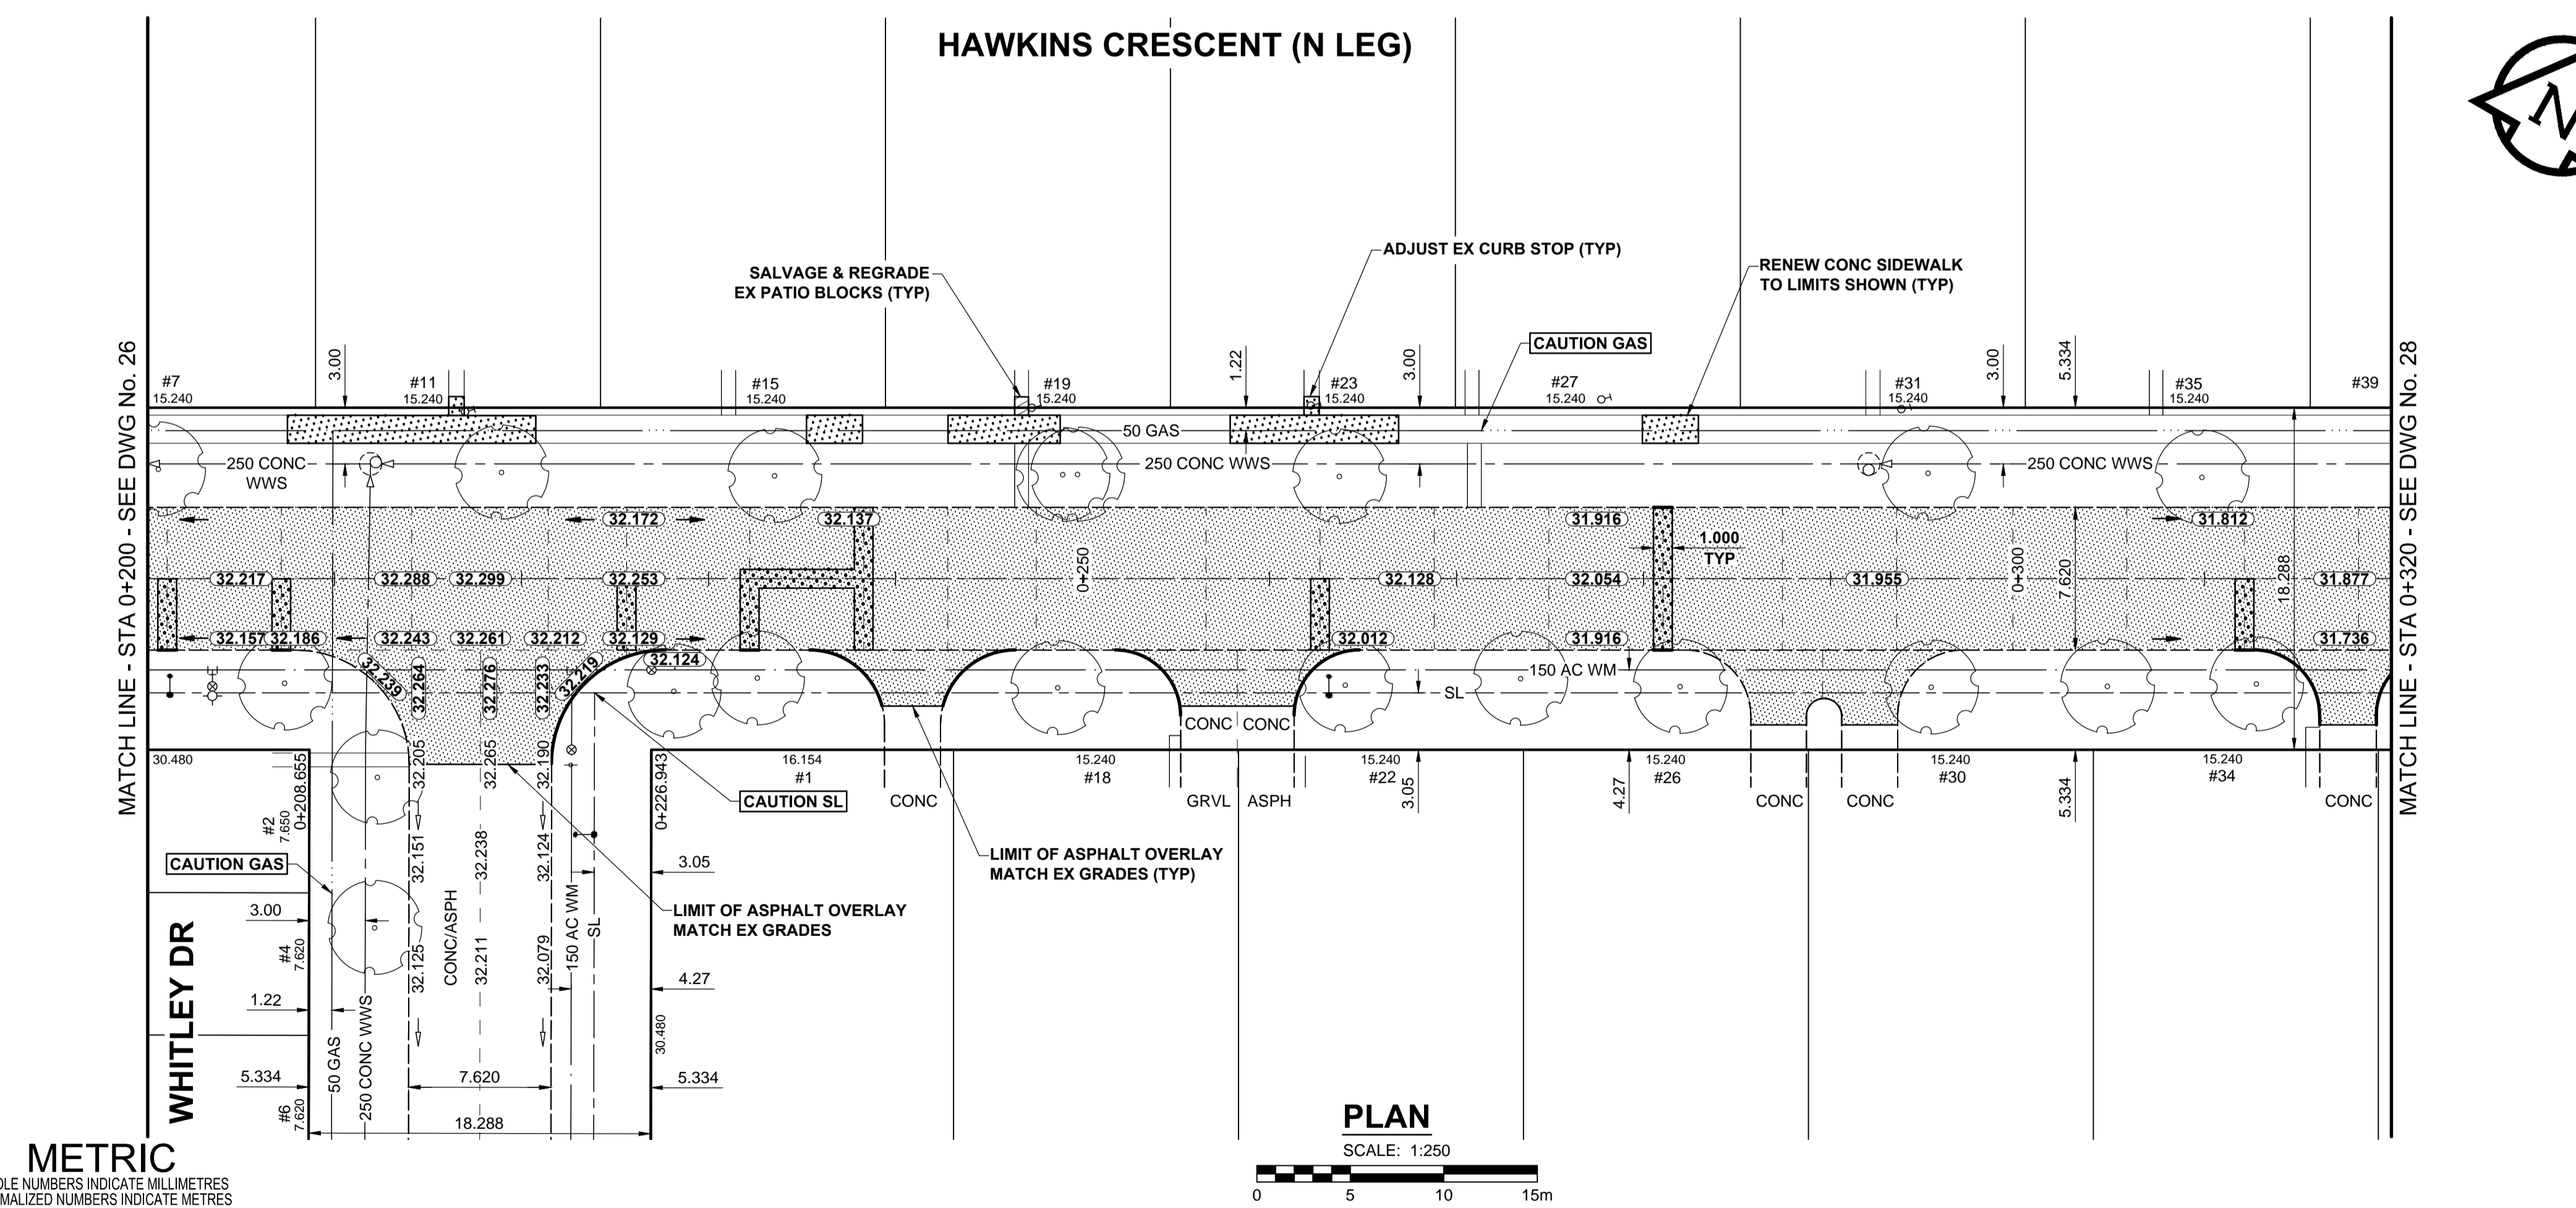 HAWKINS CRESCENT (N LEG)
N
MATCH LINE - STA 0+200 - SEE DWG No. 26
MATCH LINE - STA 0+320 - SEE DWG No. 28
SALVAGE & REGRADE
EX PATIO BLOCKS (TYP)
ADJUST EX CURB STOP (TYP)
RENEW CONC SIDEWALK
TO LIMITS SHOWN (TYP)
CAUTION GAS
#7
15.240
3.00
#11
15.240
#15
15.240
#19
15.240
1.22
#23
15.240
3.00
#27
15.240
#31
15.240
3.00
5.334
#35
15.240
#39
50 GAS
250 CONC
WWS
250 CONC WWS
250 CONC WWS
32.172
32.137
31.916
31.812
1.000
TYP
0+250
0+300
7.620
18.288
32.217
32.288
32.299
32.253
32.128
32.054
31.955
31.877
32.157
32.186
32.243
32.261
32.212
32.129
32.012
31.916
31.736
32.239
32.264
32.276
32.233
32.219
32.124
150 AC WM
SL
CONC
CONC
32.205
32.265
32.190
30.480
0+208.655
0+226.943
16.154
#1
15.240
#18
15.240
#22
3.05
15.240
#26
4.27
15.240
#30
5.334
15.240
#34
CAUTION SL
CONC
GRVL
ASPH
CONC
CONC
CONC
#2
7.650
32.151
32.238
32.124
CAUTION GAS
LIMIT OF ASPHALT OVERLAY
MATCH EX GRADES (TYP)
3.05
LIMIT OF ASPHALT OVERLAY
MATCH EX GRADES
3.00
#4
7.620
32.125
CONC/ASPH
32.211
32.079
150 AC WM
SL
4.27
1.22
WHITLEY DR
50 GAS
250 CONC WWS
30.480
5.334
7.620
5.334
#6
7.620
18.288
PLAN
SCALE: 1:250
0
5
10
15m
METRIC
OLE NUMBERS INDICATE MILLIMETRES
MALIZED NUMBERS INDICATE METRES